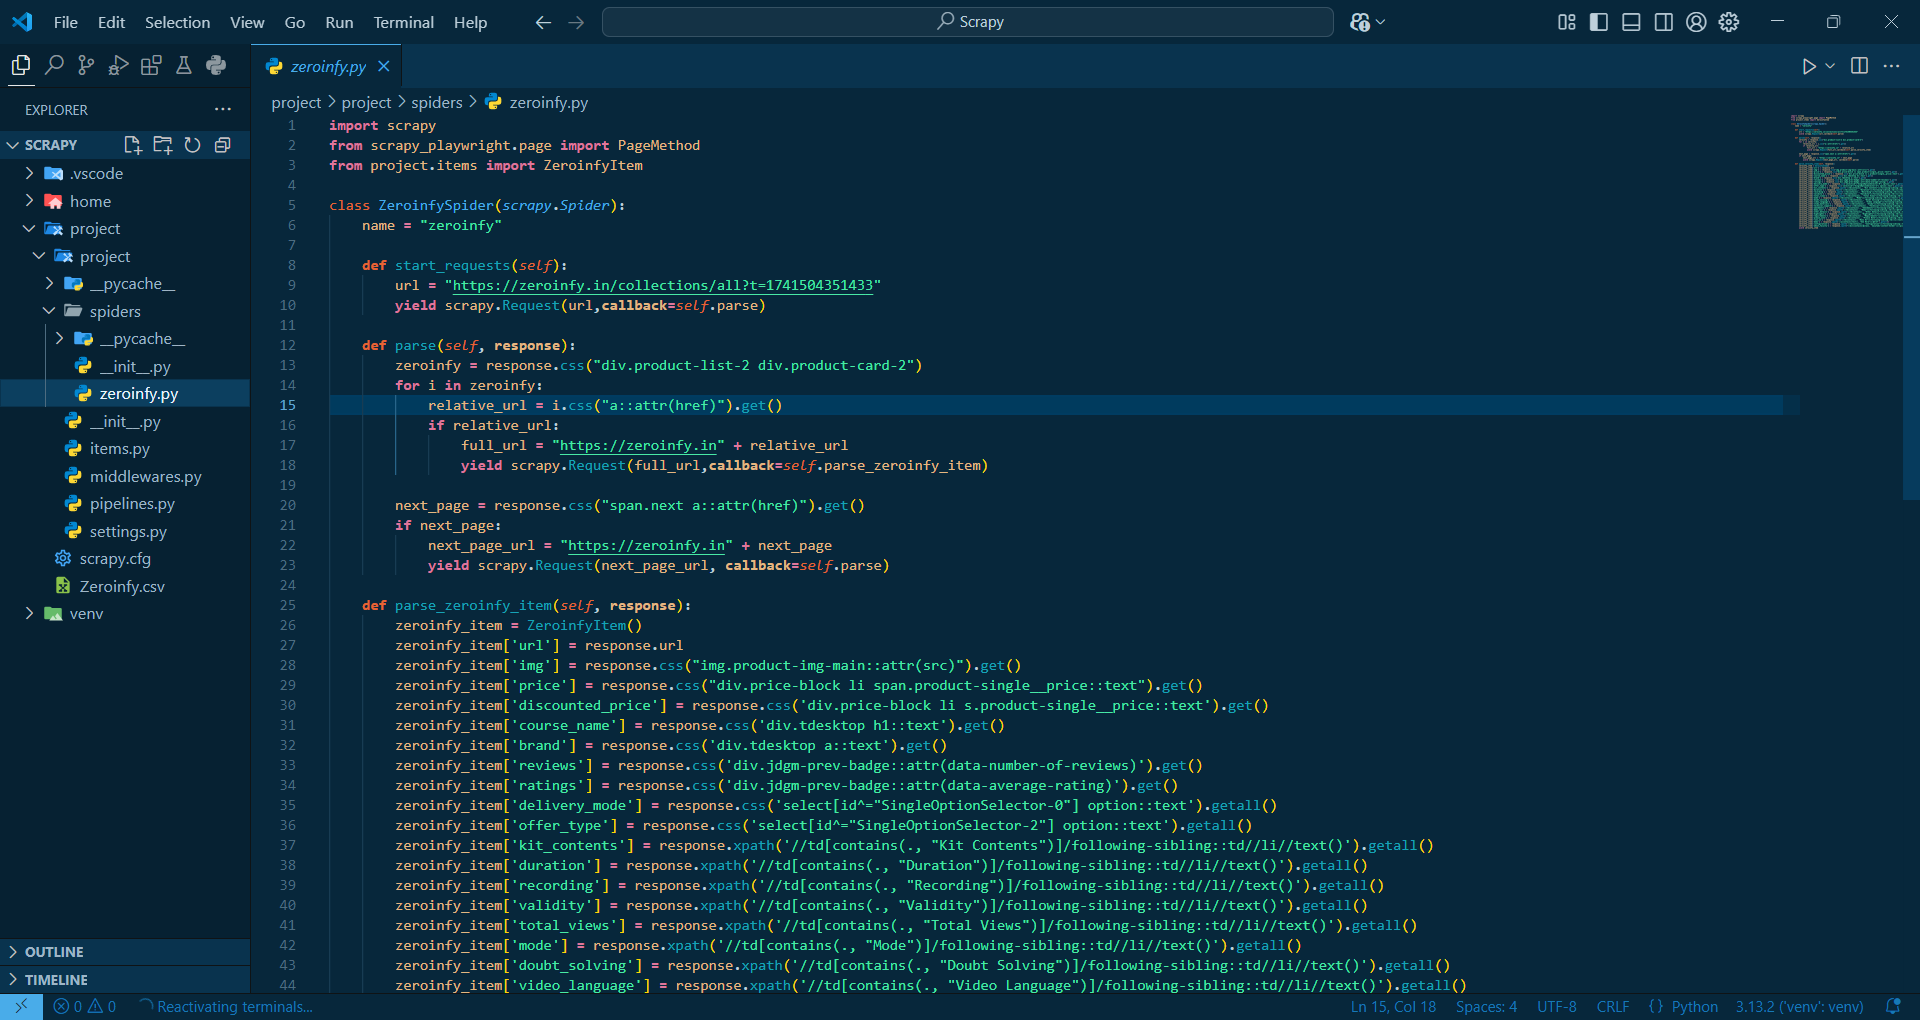 File Edit Selection View Go Run Terminal Help
Scrapy
zeroinfy.py
EXPLORER
SCRAPY
.vscode
home
project
project
__pycache__
spiders
__pycache__
__init__.py
zeroinfy.py
__init__.py
items.py
middlewares.py
pipelines.py
settings.py
scrapy.cfg
Zeroinfy.csv
venv
OUTLINE
TIMELINE
project > project > spiders > zeroinfy.py
1 import scrapy
2 from scrapy_playwright.page import PageMethod
3 from project.items import ZeroinfyItem
4
5 class ZeroinfySpider(scrapy.Spider):
6 name = "zeroinfy"
7
8 def start_requests(self):
9 url = "https://zeroinfy.in/collections/all?t=1741504351433"
10 yield scrapy.Request(url,callback=self.parse)
11
12 def parse(self, response):
13 zeroinfy = response.css("div.product-list-2 div.product-card-2")
14 for i in zeroinfy:
15 relative_url = i.css("a::attr(href)").get()
16 if relative_url:
17 full_url = "https://zeroinfy.in" + relative_url
18 yield scrapy.Request(full_url,callback=self.parse_zeroinfy_item)
19
20 next_page = response.css("span.next a::attr(href)").get()
21 if next_page:
22 next_page_url = "https://zeroinfy.in" + next_page
23 yield scrapy.Request(next_page_url, callback=self.parse)
24
25 def parse_zeroinfy_item(self, response):
26 zeroinfy_item = ZeroinfyItem()
27 zeroinfy_item['url'] = response.url
28 zeroinfy_item['img'] = response.css("img.product-img-main::attr(src)").get()
29 zeroinfy_item['price'] = response.css("div.price-block li span.product-single__price::text").get()
30 zeroinfy_item['discounted_price'] = response.css('div.price-block li s.product-single__price::text').get()
31 zeroinfy_item['course_name'] = response.css('div.tdesktop h1::text').get()
32 zeroinfy_item['brand'] = response.css('div.tdesktop a::text').get()
33 zeroinfy_item['reviews'] = response.css('div.jdgm-prev-badge::attr(data-number-of-reviews)').get()
34 zeroinfy_item['ratings'] = response.css('div.jdgm-prev-badge::attr(data-average-rating)').get()
35 zeroinfy_item['delivery_mode'] = response.css('select[id^="SingleOptionSelector-0"] option::text').getall()
36 zeroinfy_item['offer_type'] = response.css('select[id^="SingleOptionSelector-2"] option::text').getall()
37 zeroinfy_item['kit_contents'] = response.xpath('//td[contains(., "Kit Contents")]/following-sibling::td//li//text()').getall()
38 zeroinfy_item['duration'] = response.xpath('//td[contains(., "Duration")]/following-sibling::td//li//text()').getall()
39 zeroinfy_item['recording'] = response.xpath('//td[contains(., "Recording")]/following-sibling::td//li//text()').getall()
40 zeroinfy_item['validity'] = response.xpath('//td[contains(., "Validity")]/following-sibling::td//li//text()').getall()
41 zeroinfy_item['total_views'] = response.xpath('//td[contains(., "Total Views")]/following-sibling::td//li//text()').getall()
42 zeroinfy_item['mode'] = response.xpath('//td[contains(., "Mode")]/following-sibling::td//li//text()').getall()
43 zeroinfy_item['doubt_solving'] = response.xpath('//td[contains(., "Doubt Solving")]/following-sibling::td//li//text()').getall()
44 zeroinfy_item['video_language'] = response.xpath('//td[contains(., "Video Language")]/following-sibling::td//li//text()').getall()
0 0 Reactivating terminals... Ln 15, Col 18 Spaces: 4 UTF-8 CRLF {} Python 3.13.2 ('venv': venv)